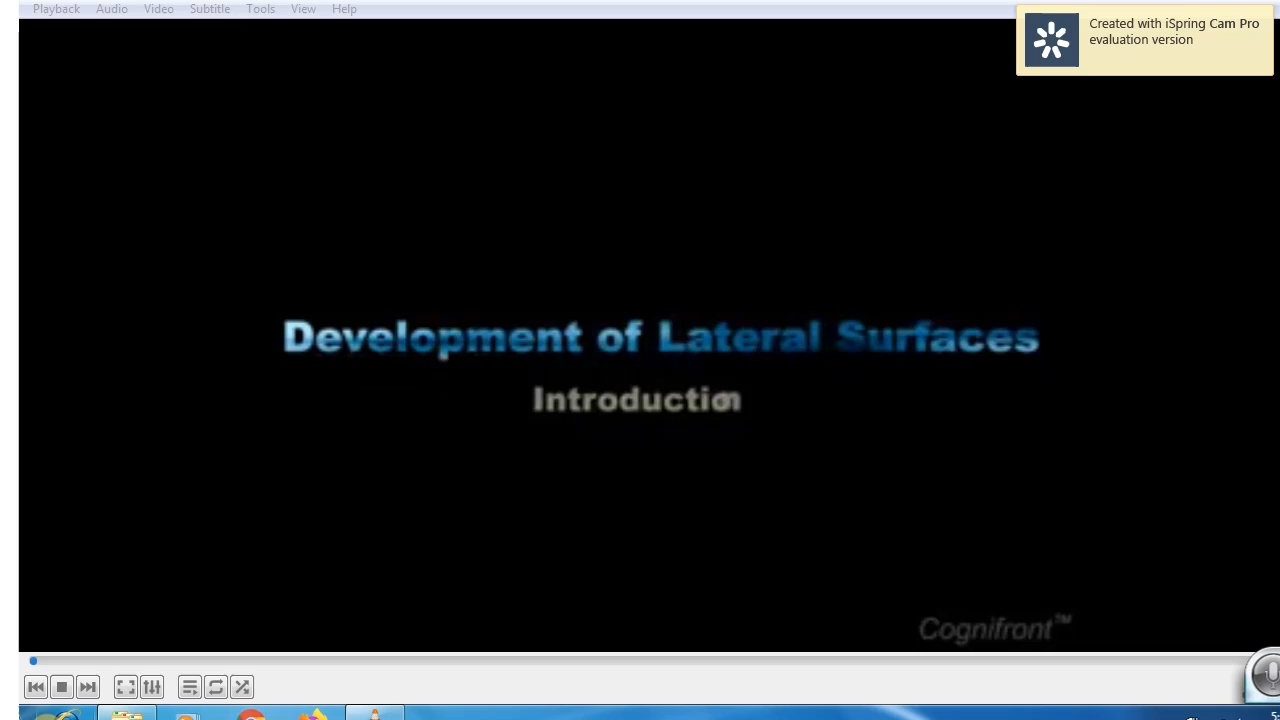 Playback Audio Video Subtitle Tools View Help
Created with iSpring Cam Pro
evaluation version
Development of Lateral Surfaces
Introduction
Cognifront™